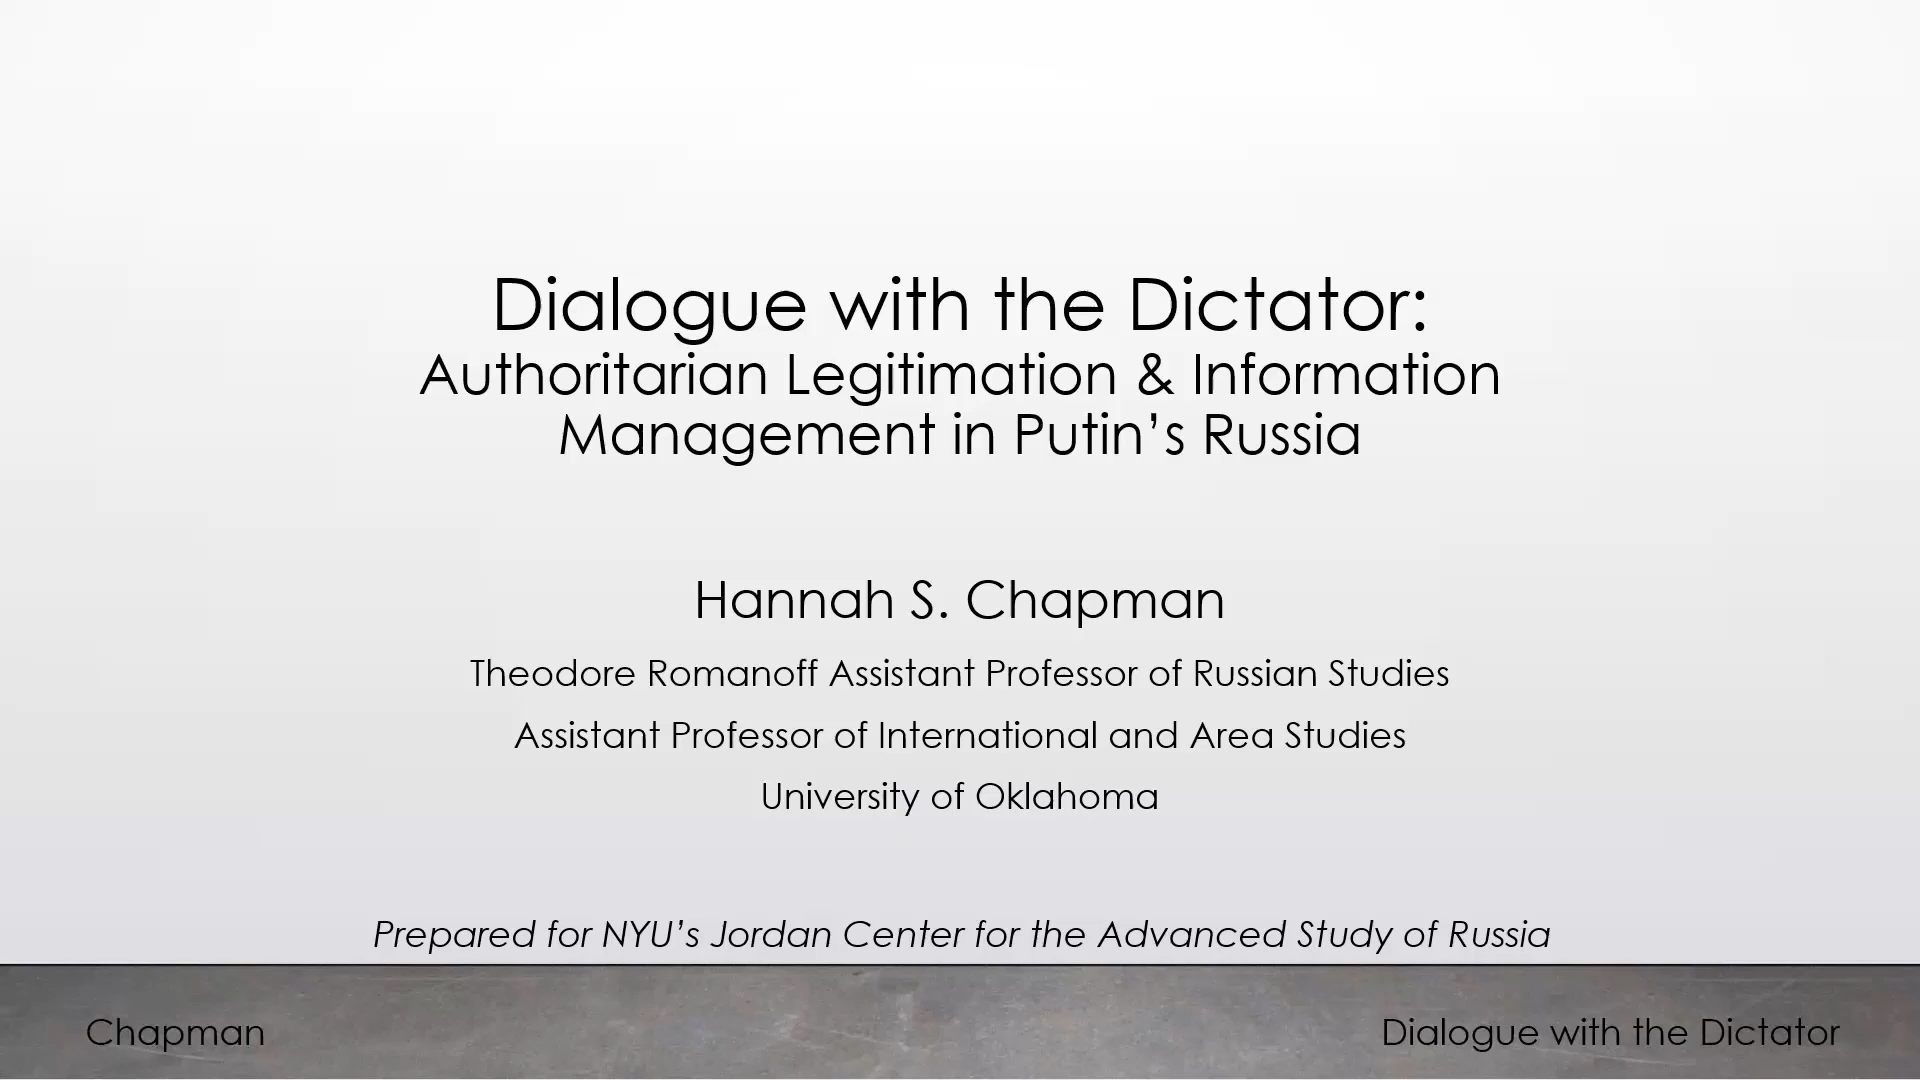 Dialogue with the Dictator:
Authoritarian Legitimation & Information
Management in Putin’s Russia
Hannah S. Chapman
Theodore Romanoff Assistant Professor of Russian Studies
Assistant Professor of International and Area Studies
University of Oklahoma
Prepared for NYU’s Jordan Center for the Advanced Study of Russia
Chapman
Dialogue with the Dictator